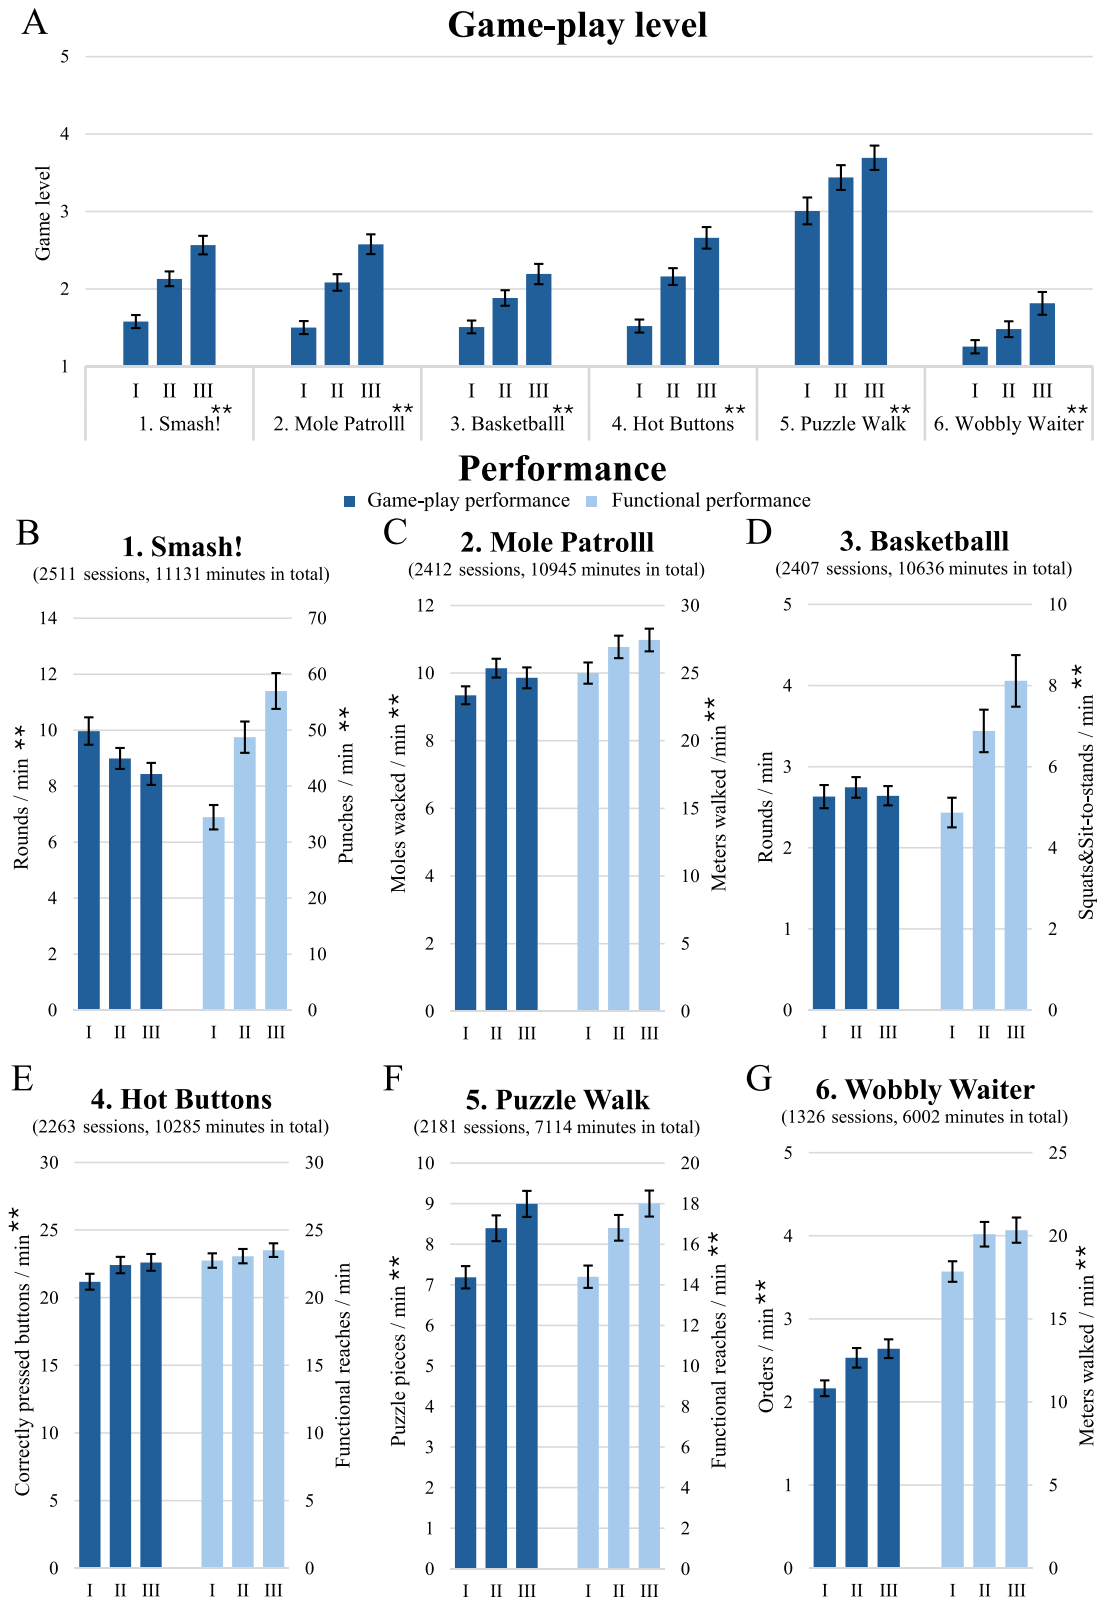 A
Game-play level
5
4
3
2
1
Game level
I II III I II III I II III I II III I II III I II III
1. Smash!** 2. Mole Patrolll** 3. Basketballl** 4. Hot Buttons** 5. Puzzle Walk** 6. Wobbly Waiter**
Performance
Game-play performance Functional performance
B
1. Smash!
(2511 sessions, 11131 minutes in total)
14
12
10
8
6
4
2
0
Rounds / min **
70
60
50
40
30
20
10
0
Punches / min **
I II III I II III
C
2. Mole Patrolll
(2412 sessions, 10945 minutes in total)
12
10
8
6
4
2
0
Moles wacked / min **
30
25
20
15
10
5
0
Meters walked /min **
I II III I II III
D
3. Basketballl
(2407 sessions, 10636 minutes in total)
5
4
3
2
1
0
Rounds / min
10
8
6
4
2
0
Squats&Sit-to-stands / min **
I II III I II III
E
4. Hot Buttons
(2263 sessions, 10285 minutes in total)
30
25
20
15
10
5
0
Correctly pressed buttons / min **
30
25
20
15
10
5
0
Functional reaches / min
I II III I II III
F
5. Puzzle Walk
(2181 sessions, 7114 minutes in total)
10
9
8
7
6
5
4
3
2
1
0
Puzzle pieces / min **
20
18
16
14
12
10
8
6
4
2
0
Functional reaches / min **
I II III I II III
G
6. Wobbly Waiter
(1326 sessions, 6002 minutes in total)
5
4
3
2
1
0
Orders / min **
25
20
15
10
5
0
Meters walked / min **
I II III I II III